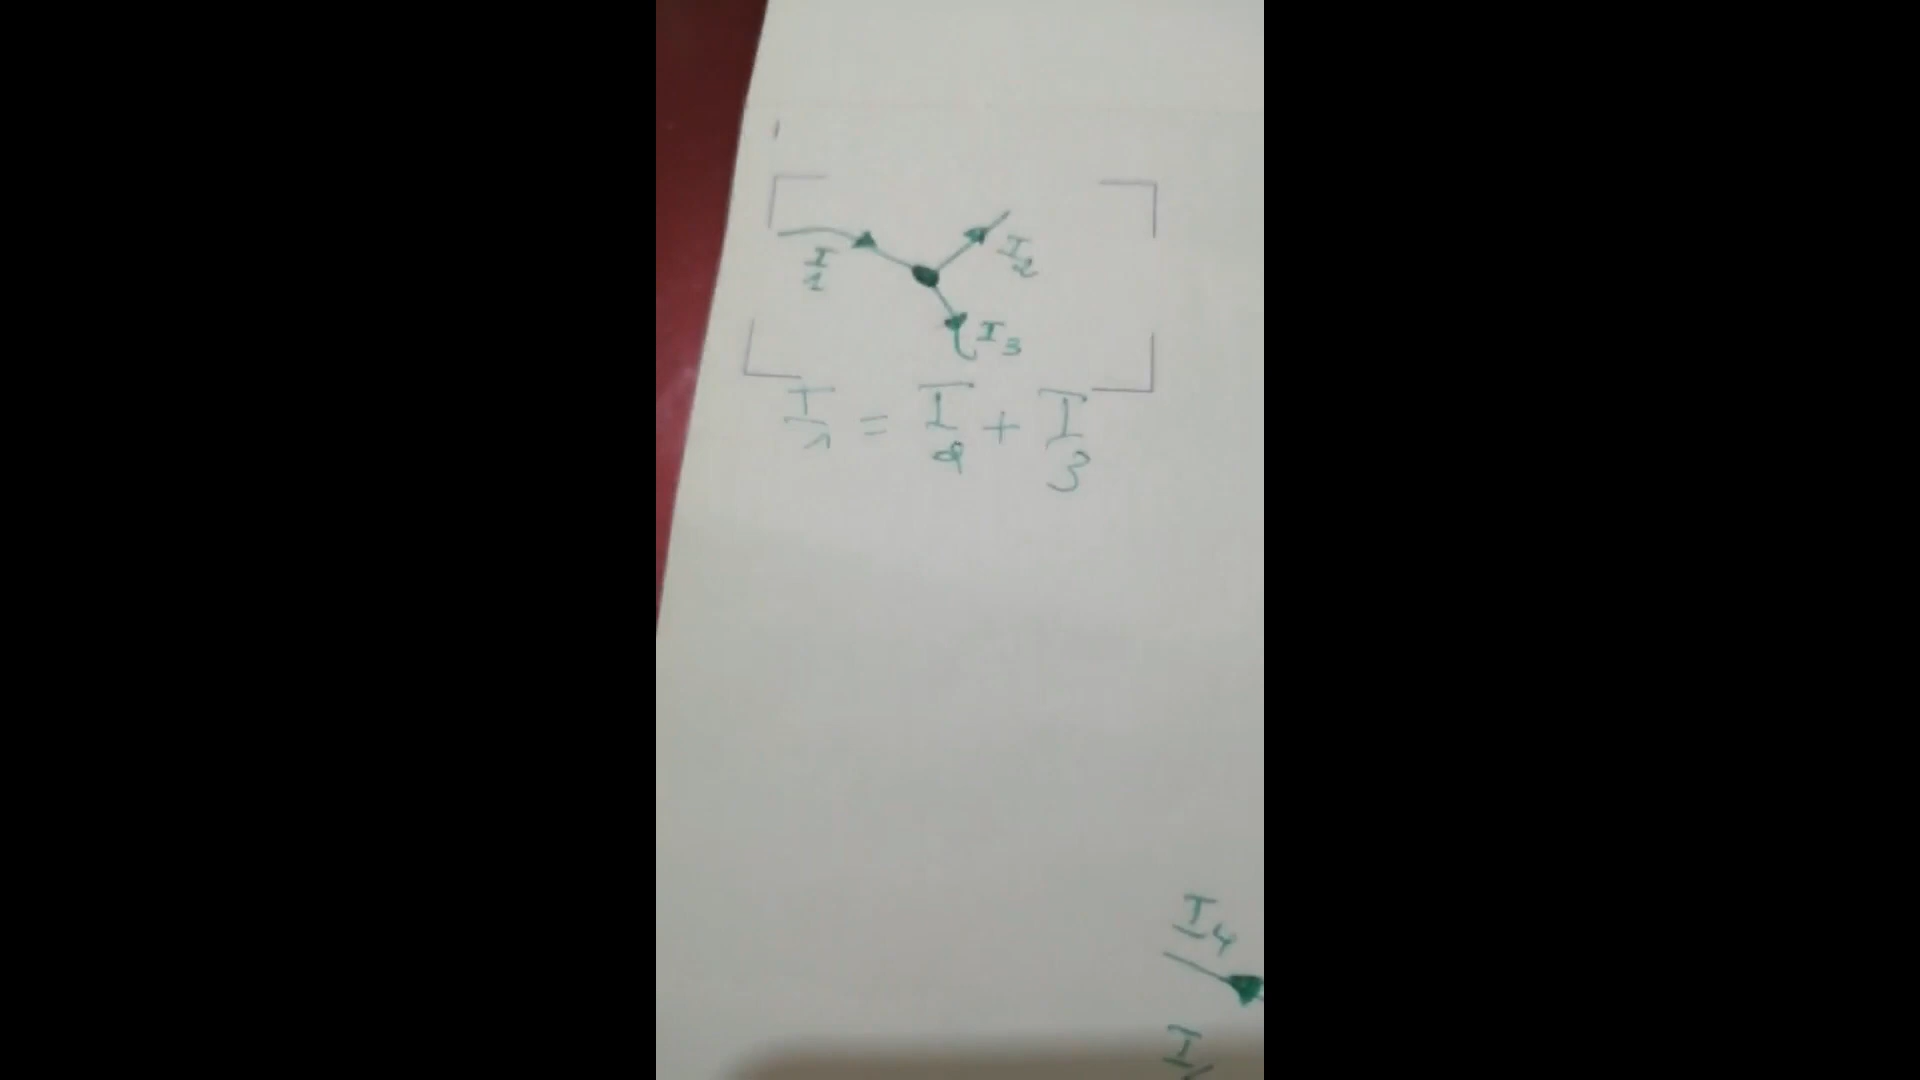 I1
I2
I3
I1 = I2 + I3
I4
I